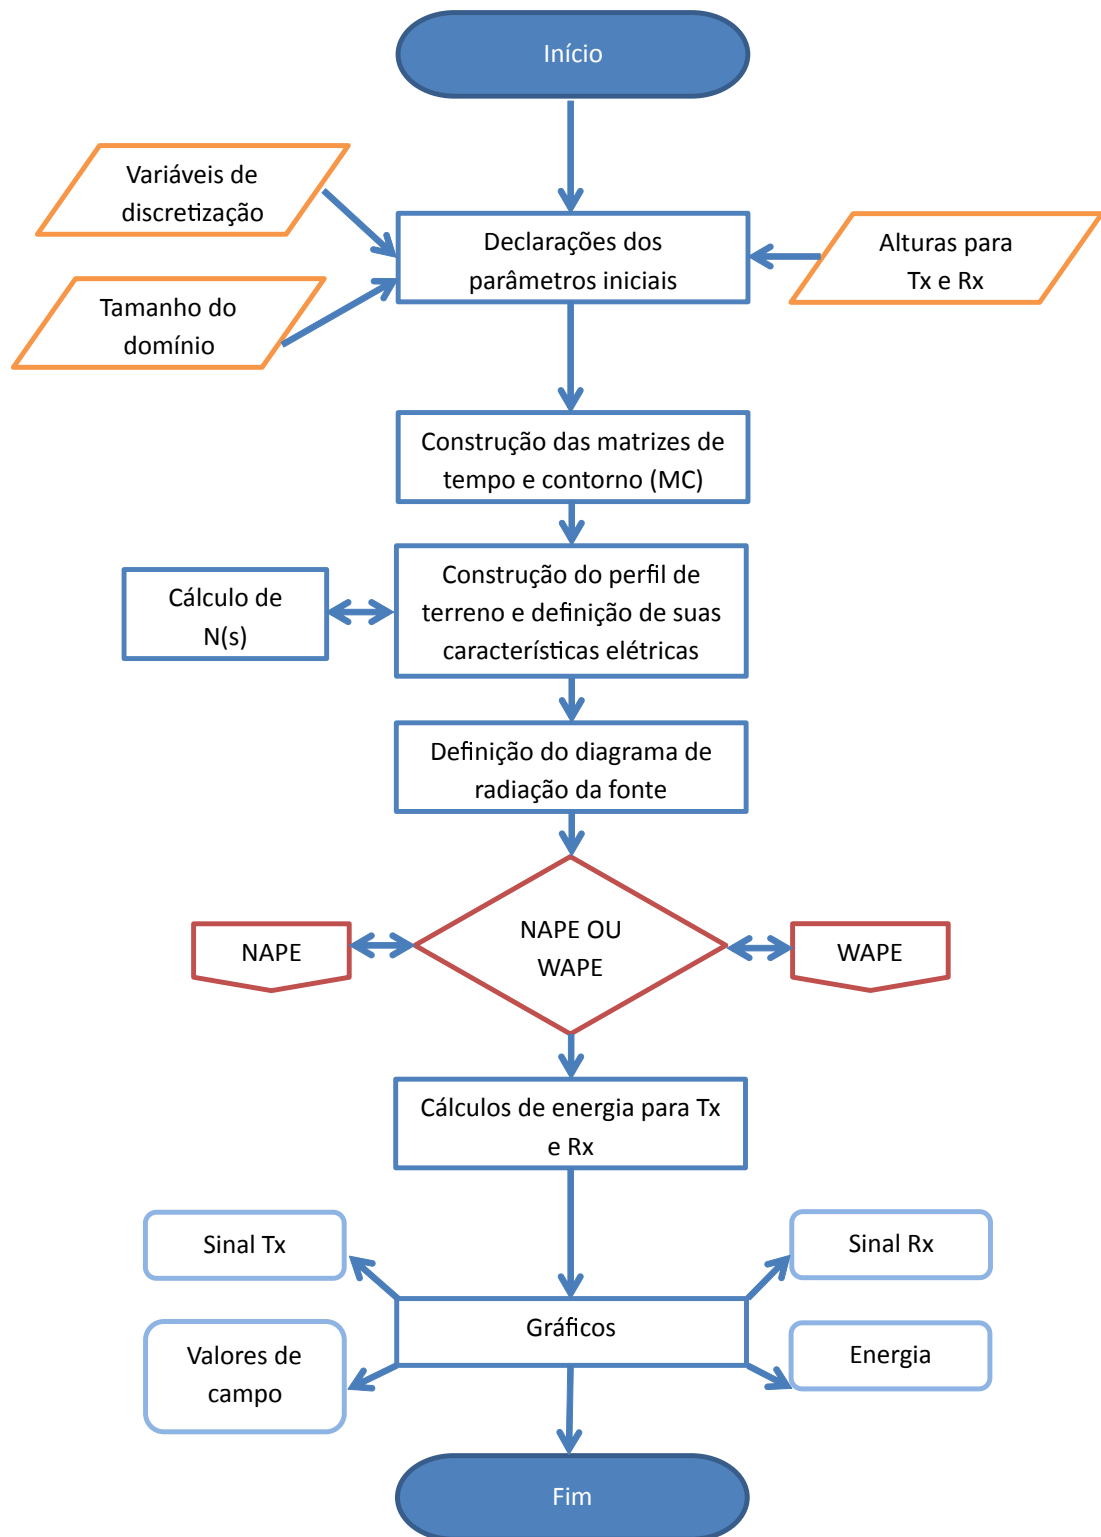 Início
Variáveis de
discretização
Declarações dos
parâmetros iniciais
Alturas para
Tx e Rx
Tamanho do
domínio
Construção das matrizes de
tempo e contorno (MC)
Cálculo de
N(s)
Construção do perfil de
terreno e definição de suas
características elétricas
Definição do diagrama de
radiação da fonte
NAPE
NAPE OU
WAPE
WAPE
Cálculos de energia para Tx
e Rx
Sinal Tx
Sinal Rx
Gráficos
Valores de
campo
Energia
Fim